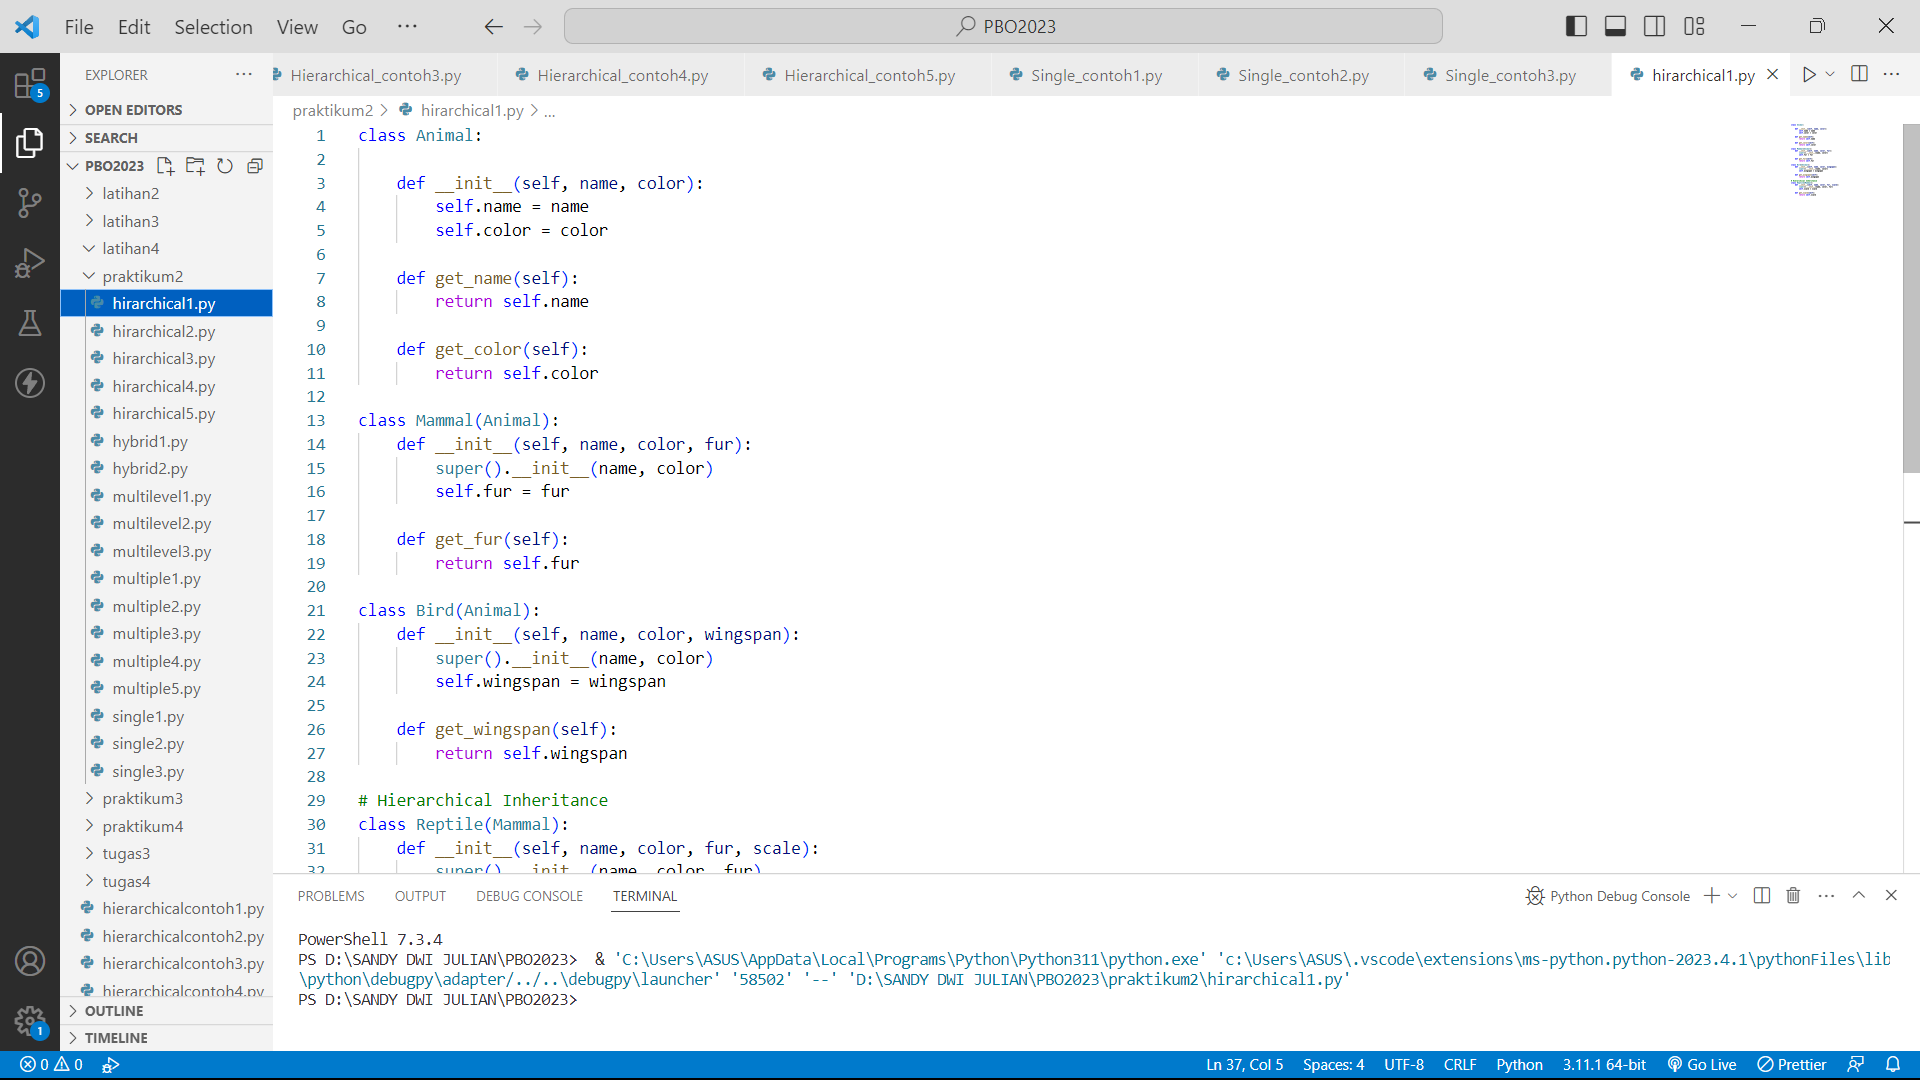 File Edit Selection View Go ···
PBO2023
EXPLORER ···
OPEN EDITORS
SEARCH
PBO2023
latihan2
latihan3
latihan4
praktikum2
hirarchical1.py
hirarchical2.py
hirarchical3.py
hirarchical4.py
hirarchical5.py
hybrid1.py
hybrid2.py
multilevel1.py
multilevel2.py
multilevel3.py
multiple1.py
multiple2.py
multiple3.py
multiple4.py
multiple5.py
single1.py
single2.py
single3.py
praktikum3
praktikum4
tugas3
tugas4
hierarchicalcontoh1.py
hierarchicalcontoh2.py
hierarchicalcontoh3.py
hierarchicalcontoh4.py
OUTLINE
TIMELINE
5
1
Hierarchical_contoh3.py Hierarchical_contoh4.py Hierarchical_contoh5.py Single_contoh1.py Single_contoh2.py Single_contoh3.py hirarchical1.py
praktikum2 > hirarchical1.py > ...
1 class Animal:
2
3 def __init__(self, name, color):
4 self.name = name
5 self.color = color
6
7 def get_name(self):
8 return self.name
9
10 def get_color(self):
11 return self.color
12
13 class Mammal(Animal):
14 def __init__(self, name, color, fur):
15 super().__init__(name, color)
16 self.fur = fur
17
18 def get_fur(self):
19 return self.fur
20
21 class Bird(Animal):
22 def __init__(self, name, color, wingspan):
23 super().__init__(name, color)
24 self.wingspan = wingspan
25
26 def get_wingspan(self):
27 return self.wingspan
28
29 # Hierarchical Inheritance
30 class Reptile(Mammal):
31 def __init__(self, name, color, fur, scale):
32 super().__init__(name, color, fur)
PROBLEMS OUTPUT DEBUG CONSOLE TERMINAL
Python Debug Console
PowerShell 7.3.4
PS D:\SANDY DWI JULIAN\PBO2023> & 'C:\Users\ASUS\AppData\Local\Programs\Python\Python311\python.exe' 'c:\Users\ASUS\.vscode\extensions\ms-python.python-2023.4.1\pythonFiles\lib
\python\debugpy\adapter/../..\debugpy\launcher' '58502' '--' 'D:\SANDY DWI JULIAN\PBO2023\praktikum2\hirarchical1.py'
PS D:\SANDY DWI JULIAN\PBO2023>
0 0 Ln 37, Col 5 Spaces: 4 UTF-8 CRLF Python 3.11.1 64-bit Go Live Prettier